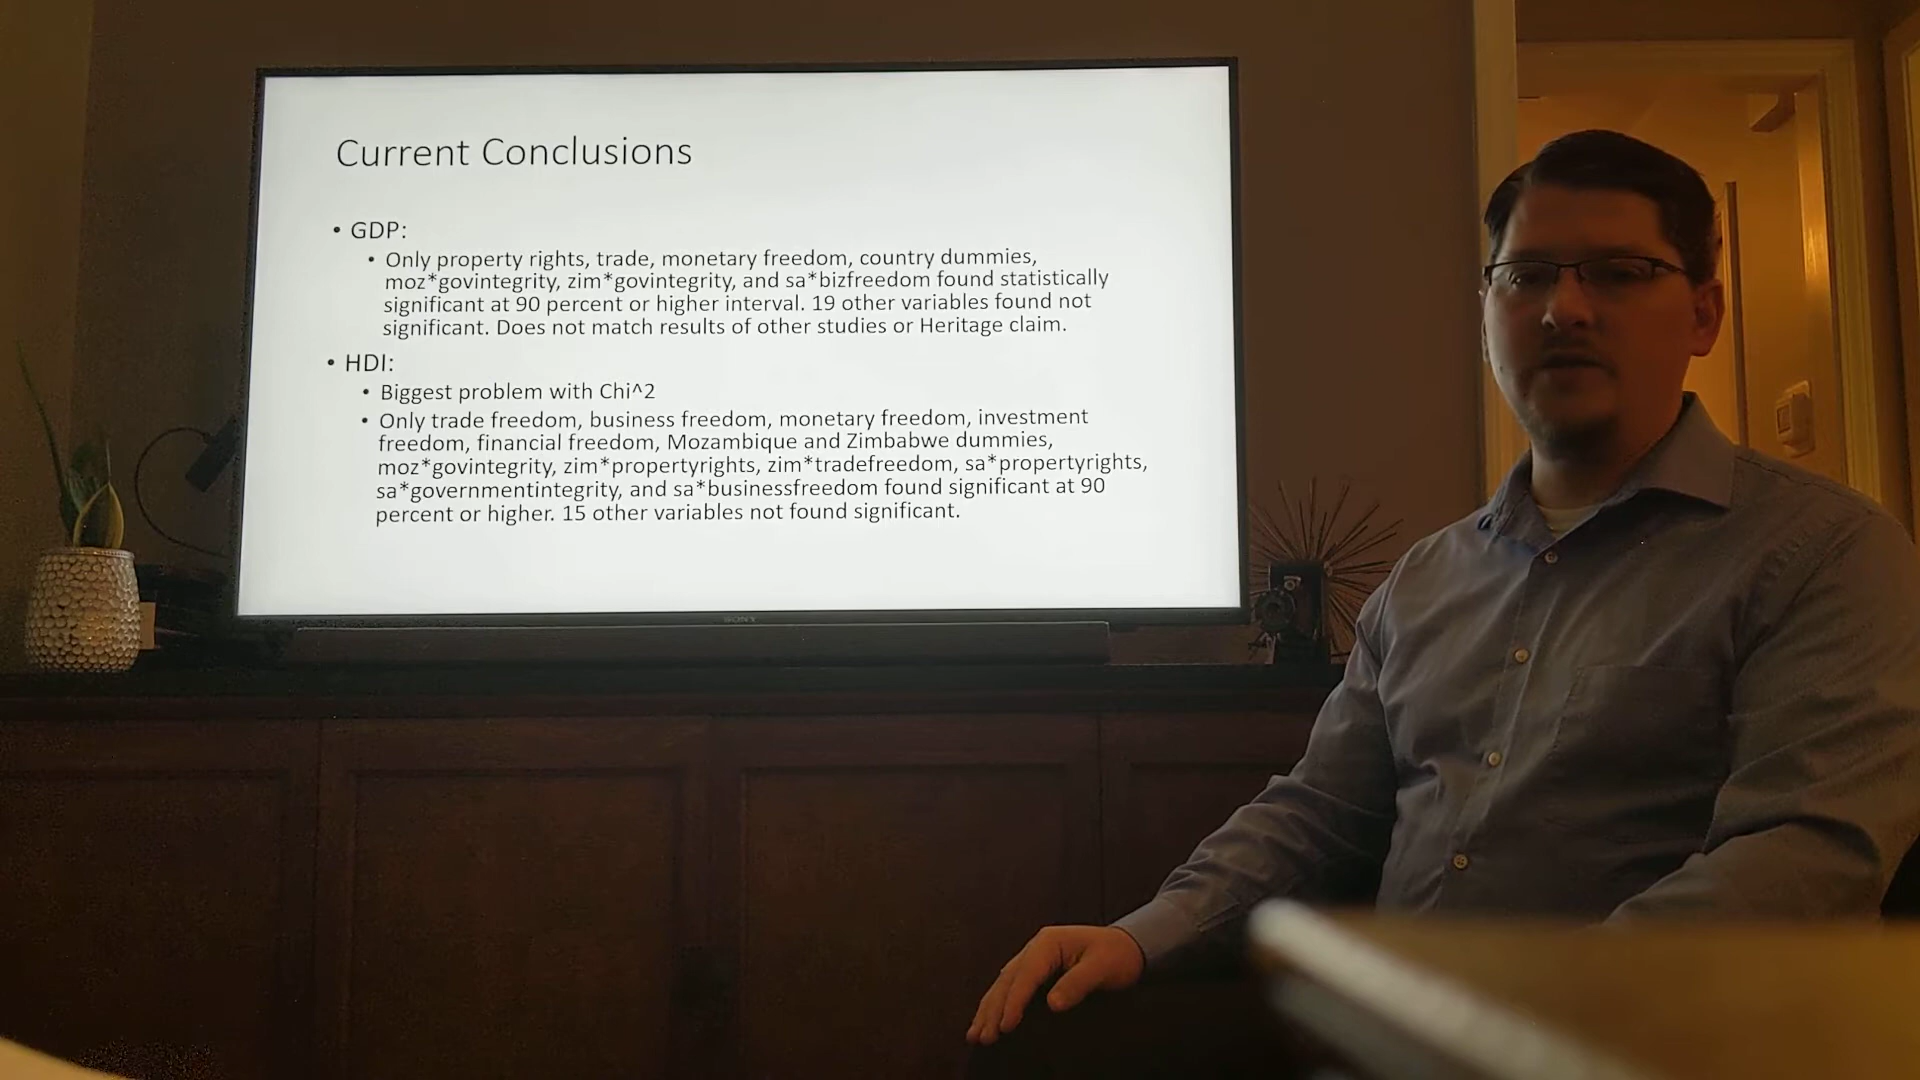 Current Conclusions
• GDP:
• Only property rights, trade, monetary freedom, country dummies,
moz*govintegrity, zim*govintegrity, and sa*bizfreedom found statistically
significant at 90 percent or higher interval. 19 other variables found not
significant. Does not match results of other studies or Heritage claim.
• HDI:
• Biggest problem with Chi^2
• Only trade freedom, business freedom, monetary freedom, investment
freedom, financial freedom, Mozambique and Zimbabwe dummies,
moz*govintegrity, zim*propertyrights, zim*tradefreedom, sa*propertyrights,
sa*governmentintegrity, and sa*businessfreedom found significant at 90
percent or higher. 15 other variables not found significant.
SONY